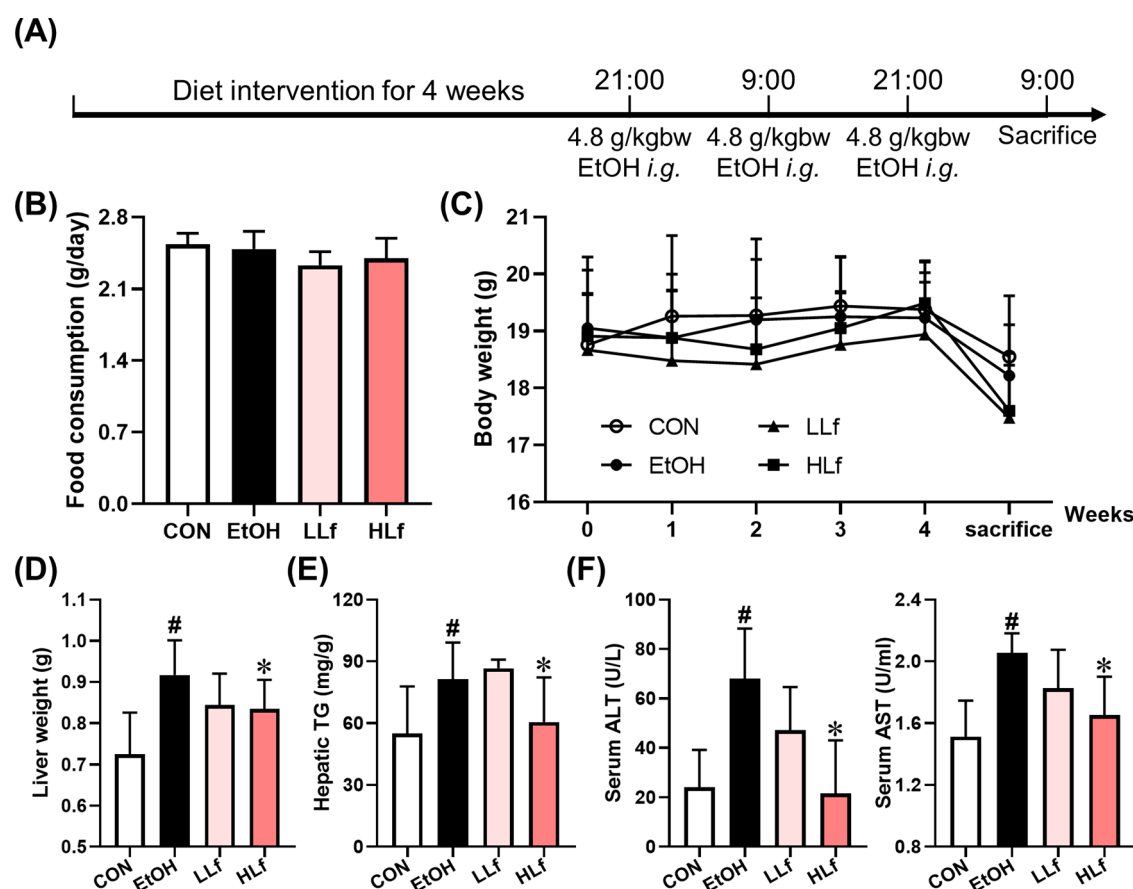 (A)
Diet intervention for 4 weeks
21:00 9:00 21:00 9:00
4.8 g/kgbw 4.8 g/kgbw 4.8 g/kgbw Sacrifice
EtOH i.g. EtOH i.g. EtOH i.g.
(B)
Food consumption (g/day)
2.8
2.1
1.4
0.7
0.0
CON EtOH LLf HLf
(C)
Body weight (g)
21
20
19
18
17
16
CON LLf
EtOH HLf
0 1 2 3 4 sacrifice Weeks
(D)
Liver weight (g)
1.1
1.0
0.9
0.8
0.7
0.6
0.5
#
*
CON EtOH LLf HLf
(E)
Hepatic TG (mg/g)
120
90
60
30
0
#
*
CON EtOH LLf HLf
(F)
Serum ALT (U/L)
100
80
60
40
20
0
#
*
CON EtOH LLf HLf
Serum AST (U/ml)
2.4
2.0
1.6
1.2
0.8
#
*
CON EtOH LLf HLf